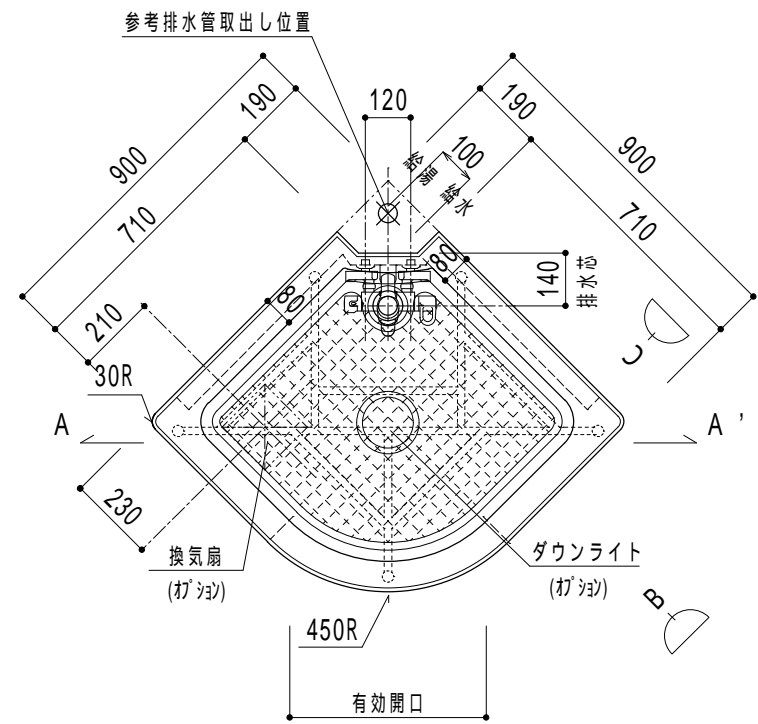 参考排水管取出し位置
120
190
900
710
190
900
710
100
給湯
給水
80
140
排水芯
80
210
30R
C
A
A '
230
換気扇
(ｵﾌﾟｼｮﾝ)
ダウンライト
(ｵﾌﾟｼｮﾝ)
B
450R
有効開口